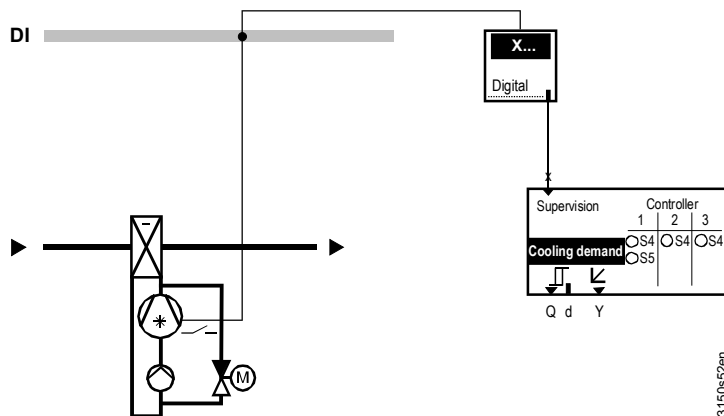 DI
X...
Digital
Supervision
Controller
1 2 3
S4 S4 S4
Cooling demand
S5
Q d Y
M
3150s52en